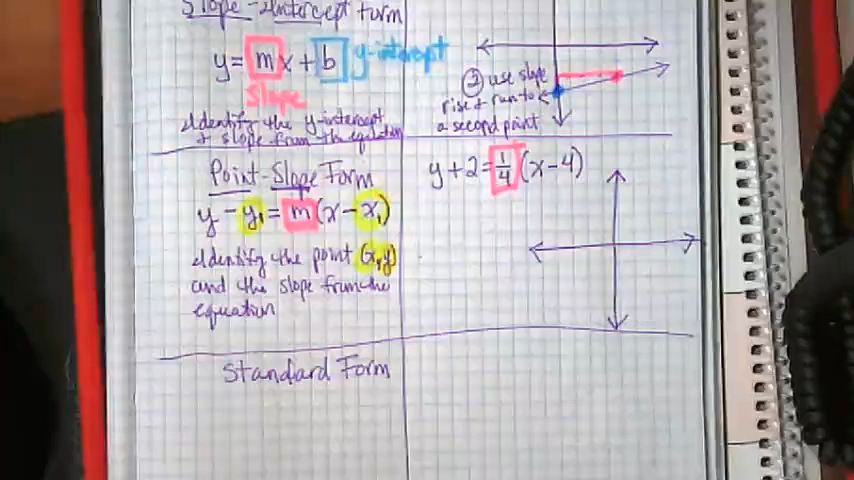 Slope-Intercept Form
y = mx + b y-intercept
slope
Identify the y-intercept
+ slope from the equation
② use slope
rise + run to
a second point
Point-Slope Form
y - y₁ = m(x - x₁)
Identify the point (x₁, y₁)
and the slope from the
equation
y + 2 = 1/4 (x - 4)
Standard Form